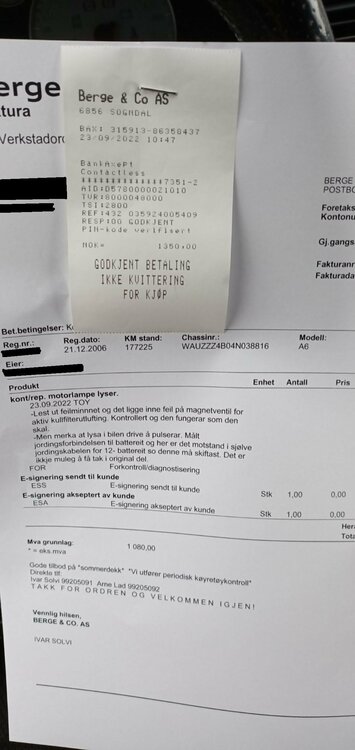 Berge & Co AS
6856 SOGNDAL
BAX: 315913-86358437
23/09/2022 10:47
BankAxept
Contactless
************7351-2
AID:D5780000021010
TVR:8000048000
TSI:2800
REF:432 035924005409
RESP:00 GODKJENT
PIN-kode verifisert
NOK= 1350.00
GODKJENT BETALING
IKKE KVITTERING
FOR KJØP
erge
tura
Verkstador
BERGE
POSTBO
Foretaks
Kontonu
Gj.gangs
Fakturanr
Fakturada
Bet.betingelser:
Reg.nr.: Reg.dato: KM stand: Chassinr.: Modell:
21.12.2006 177225 WAUZZZ4B04N038816 A6
Eier:
Produkt Enhet Antall Pris
kont/rep. motorlampe lyser.
23.09.2022 TOY
-Lest ut feilminnnet og det ligge inne feil på magnetventil for
aktiv kullfilterutlufting. Kontrollert og den fungerar som den
skal.
-Men merka at lysa i bilen drive å pulserar. Målt
jordingsforbindelsen til battereit og her er det motstand i sjølve
jordingskabelen for 12- battereit so denne må skiftast. Det er
ikkje muleg å få tak i original del.
FOR Forkontroll/diagnostisering
E-signering sendt til kunde
ESS E-signering sendt til kunde Stk 1,00 0,00
E-signering akseptert av kunde
ESA E-signering akseptert av kunde Stk 1,00 0,00
Mva grunnlag: 1 080,00
* = eks.mva
Gode tilbod på "sommerdekk" "Vi utfører periodisk køyretøykontroll"
Direkte tlf:
Ivar Solvi 99205091 Arne Lad 99205092
TAKK FOR ORDREN OG VELKOMMEN IGJEN!
Vennlig hilsen,
BERGE & CO. AS
IVAR SOLVI